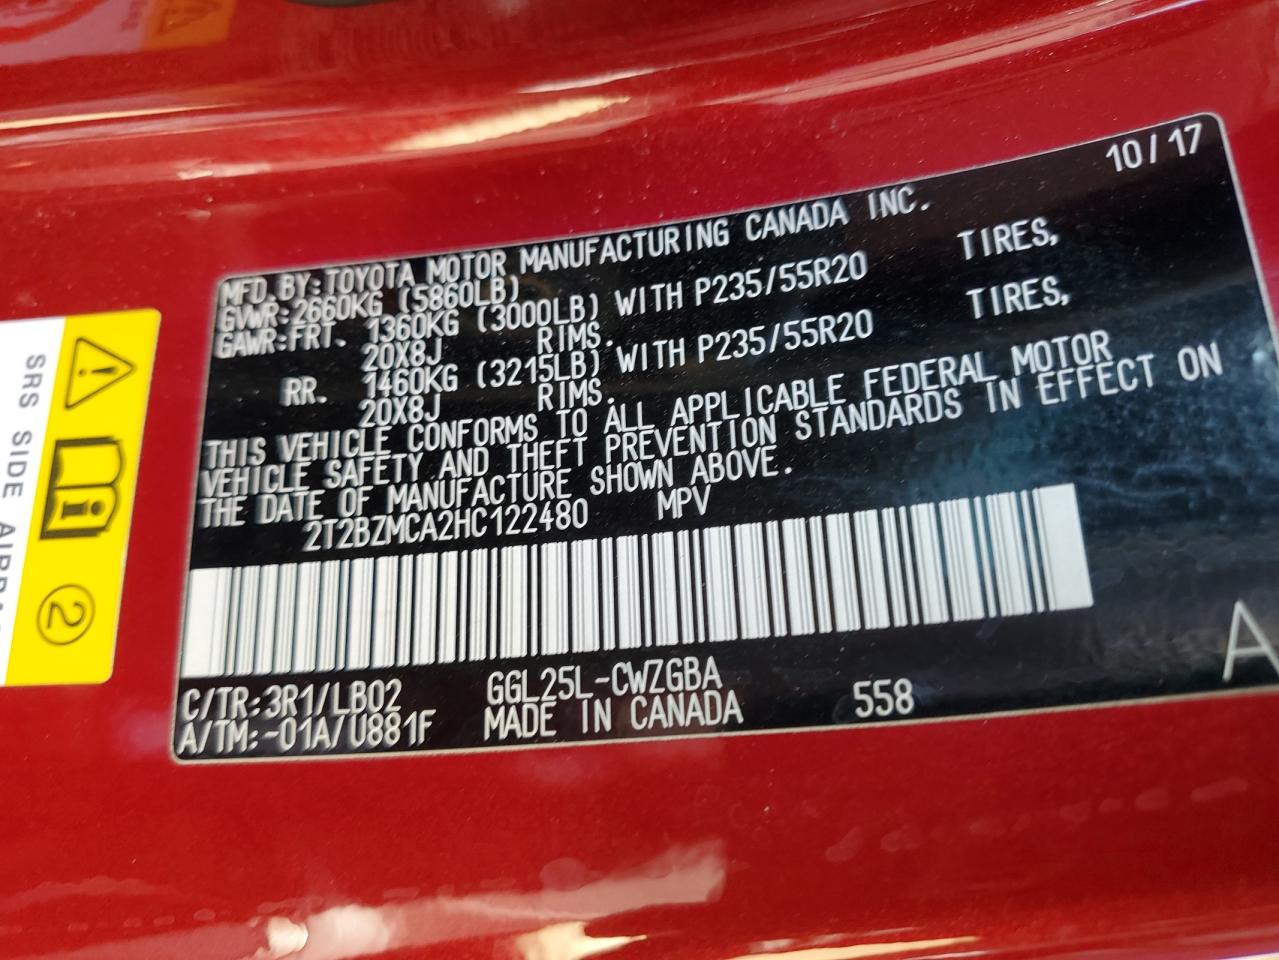 10/17
MFD. BY: TOYOTA MOTOR MANUFACTURING CANADA INC.
GVWR: 2660KG (5860LB)
GAWR: FRT. 1360KG (3000LB) WITH P235/55R20 TIRES,
20X8J RIMS.
RR. 1460KG (3215LB) WITH P235/55R20 TIRES,
20X8J RIMS.
THIS VEHICLE CONFORMS TO ALL APPLICABLE FEDERAL MOTOR
VEHICLE SAFETY AND THEFT PREVENTION STANDARDS IN EFFECT ON
THE DATE OF MANUFACTURE SHOWN ABOVE.
2T2BZMCA2HC122480 MPV
C/TR: 3R1/LB02 GGL25L-CWZGBA
A/TM: -01A/U881F MADE IN CANADA 558
A
SRS SIDE
2